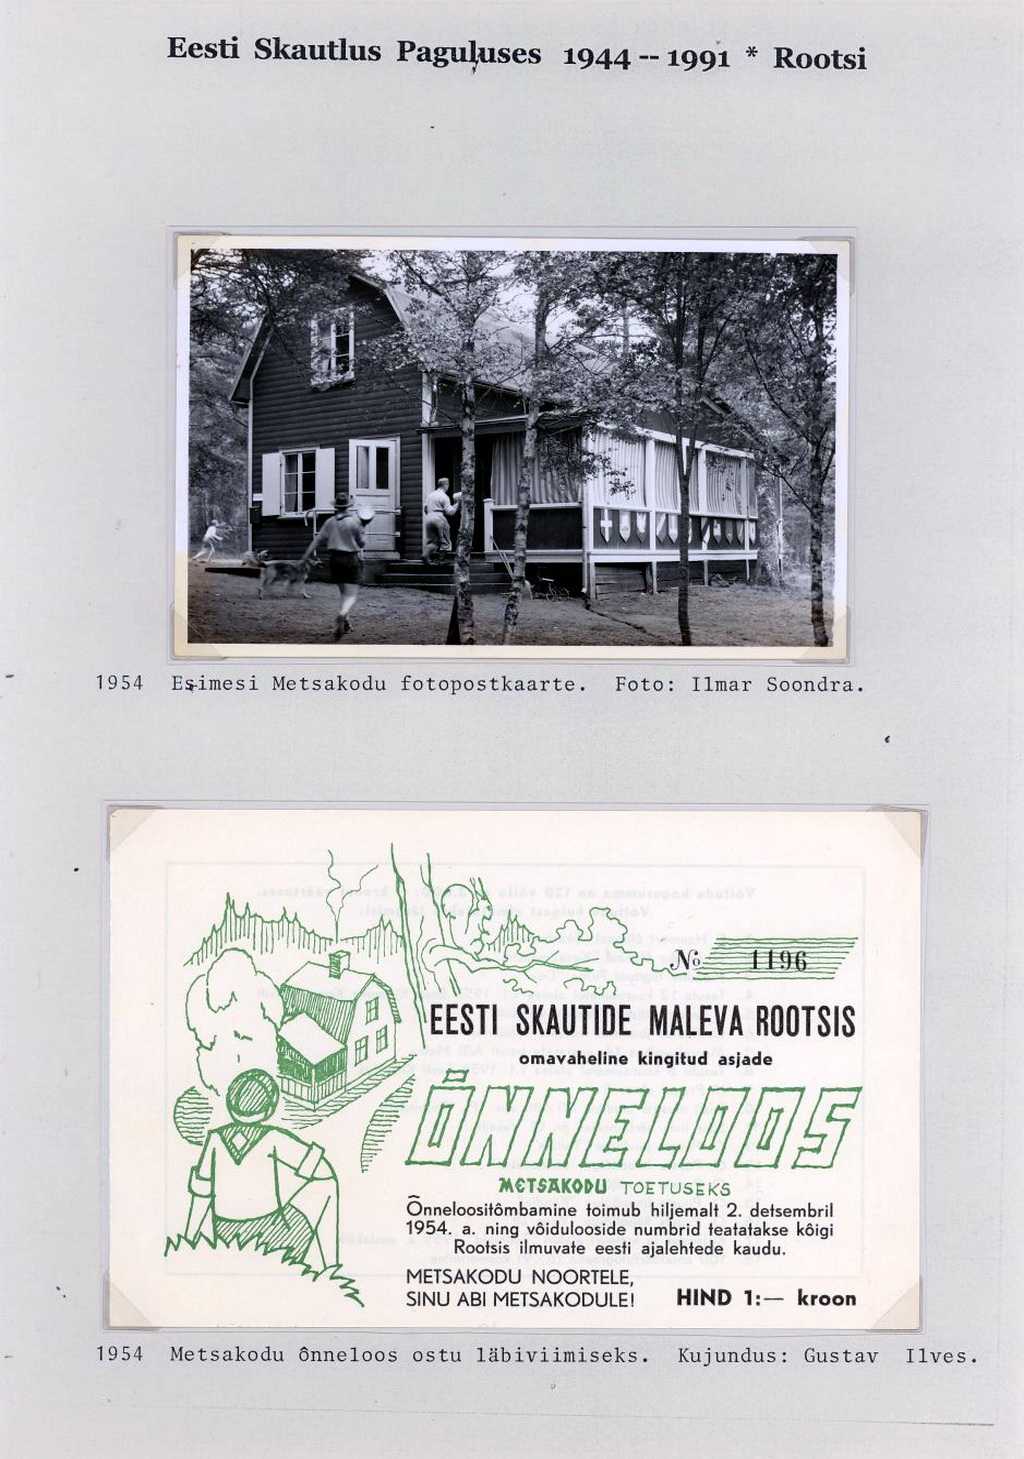 Eesti Skautlus Paguluses 1944 -- 1991 * Rootsi
1954 Esimesi Metsakodu fotopostkaarte. Foto: Ilmar Soondra.
No 1196
EESTI SKAUTIDE MALEVA ROOTSIS
omavaheline kingitud asjade
ÕNNELOOS
METSAKODU TOETUSEKS
Õnneloositõmbamine toimub hiljemalt 2. detsembril
1954. a. ning võidulooside numbrid teatatakse kõigi
Rootsis ilmuvate eesti ajalehtede kaudu.
METSAKODU NOORTELE,
SINU ABI METSAKODULE!
HIND 1:— kroon
1954 Metsakodu õnneloos ostu läbiviimiseks. Kujundus: Gustav Ilves.